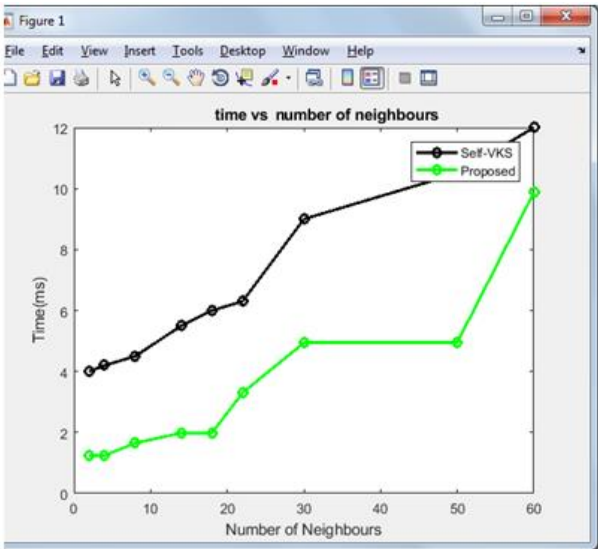 Figure 1
File Edit View Insert Tools Desktop Window Help
time vs number of neighbours
Self-VKS
Proposed
12
10
8
6
4
2
0
Time(ms)
0 10 20 30 40 50 60
Number of Neighbours